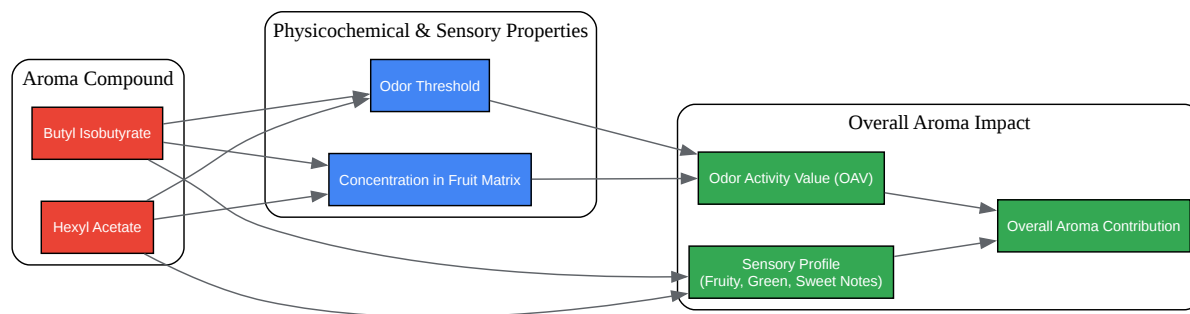 Physicochemical & Sensory Properties
Aroma Compound
Odor Threshold
Butyl Isobutyrate
Overall Aroma Impact
Concentration in Fruit Matrix
Odor Activity Value (OAV)
Hexyl Acetate
Overall Aroma Contribution
Sensory Profile
(Fruity, Green, Sweet Notes)